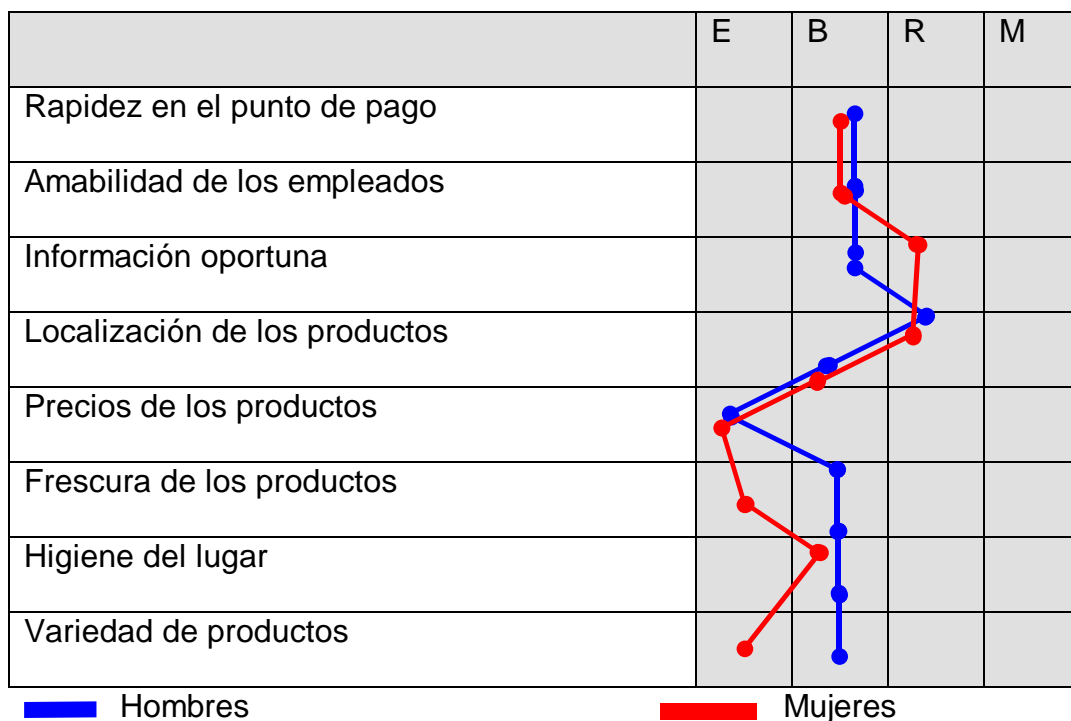 E B R M
Rapidez en el punto de pago
Amabilidad de los empleados
Información oportuna
Localización de los productos
Precios de los productos
Frescura de los productos
Higiene del lugar
Variedad de productos
Hombres Mujeres